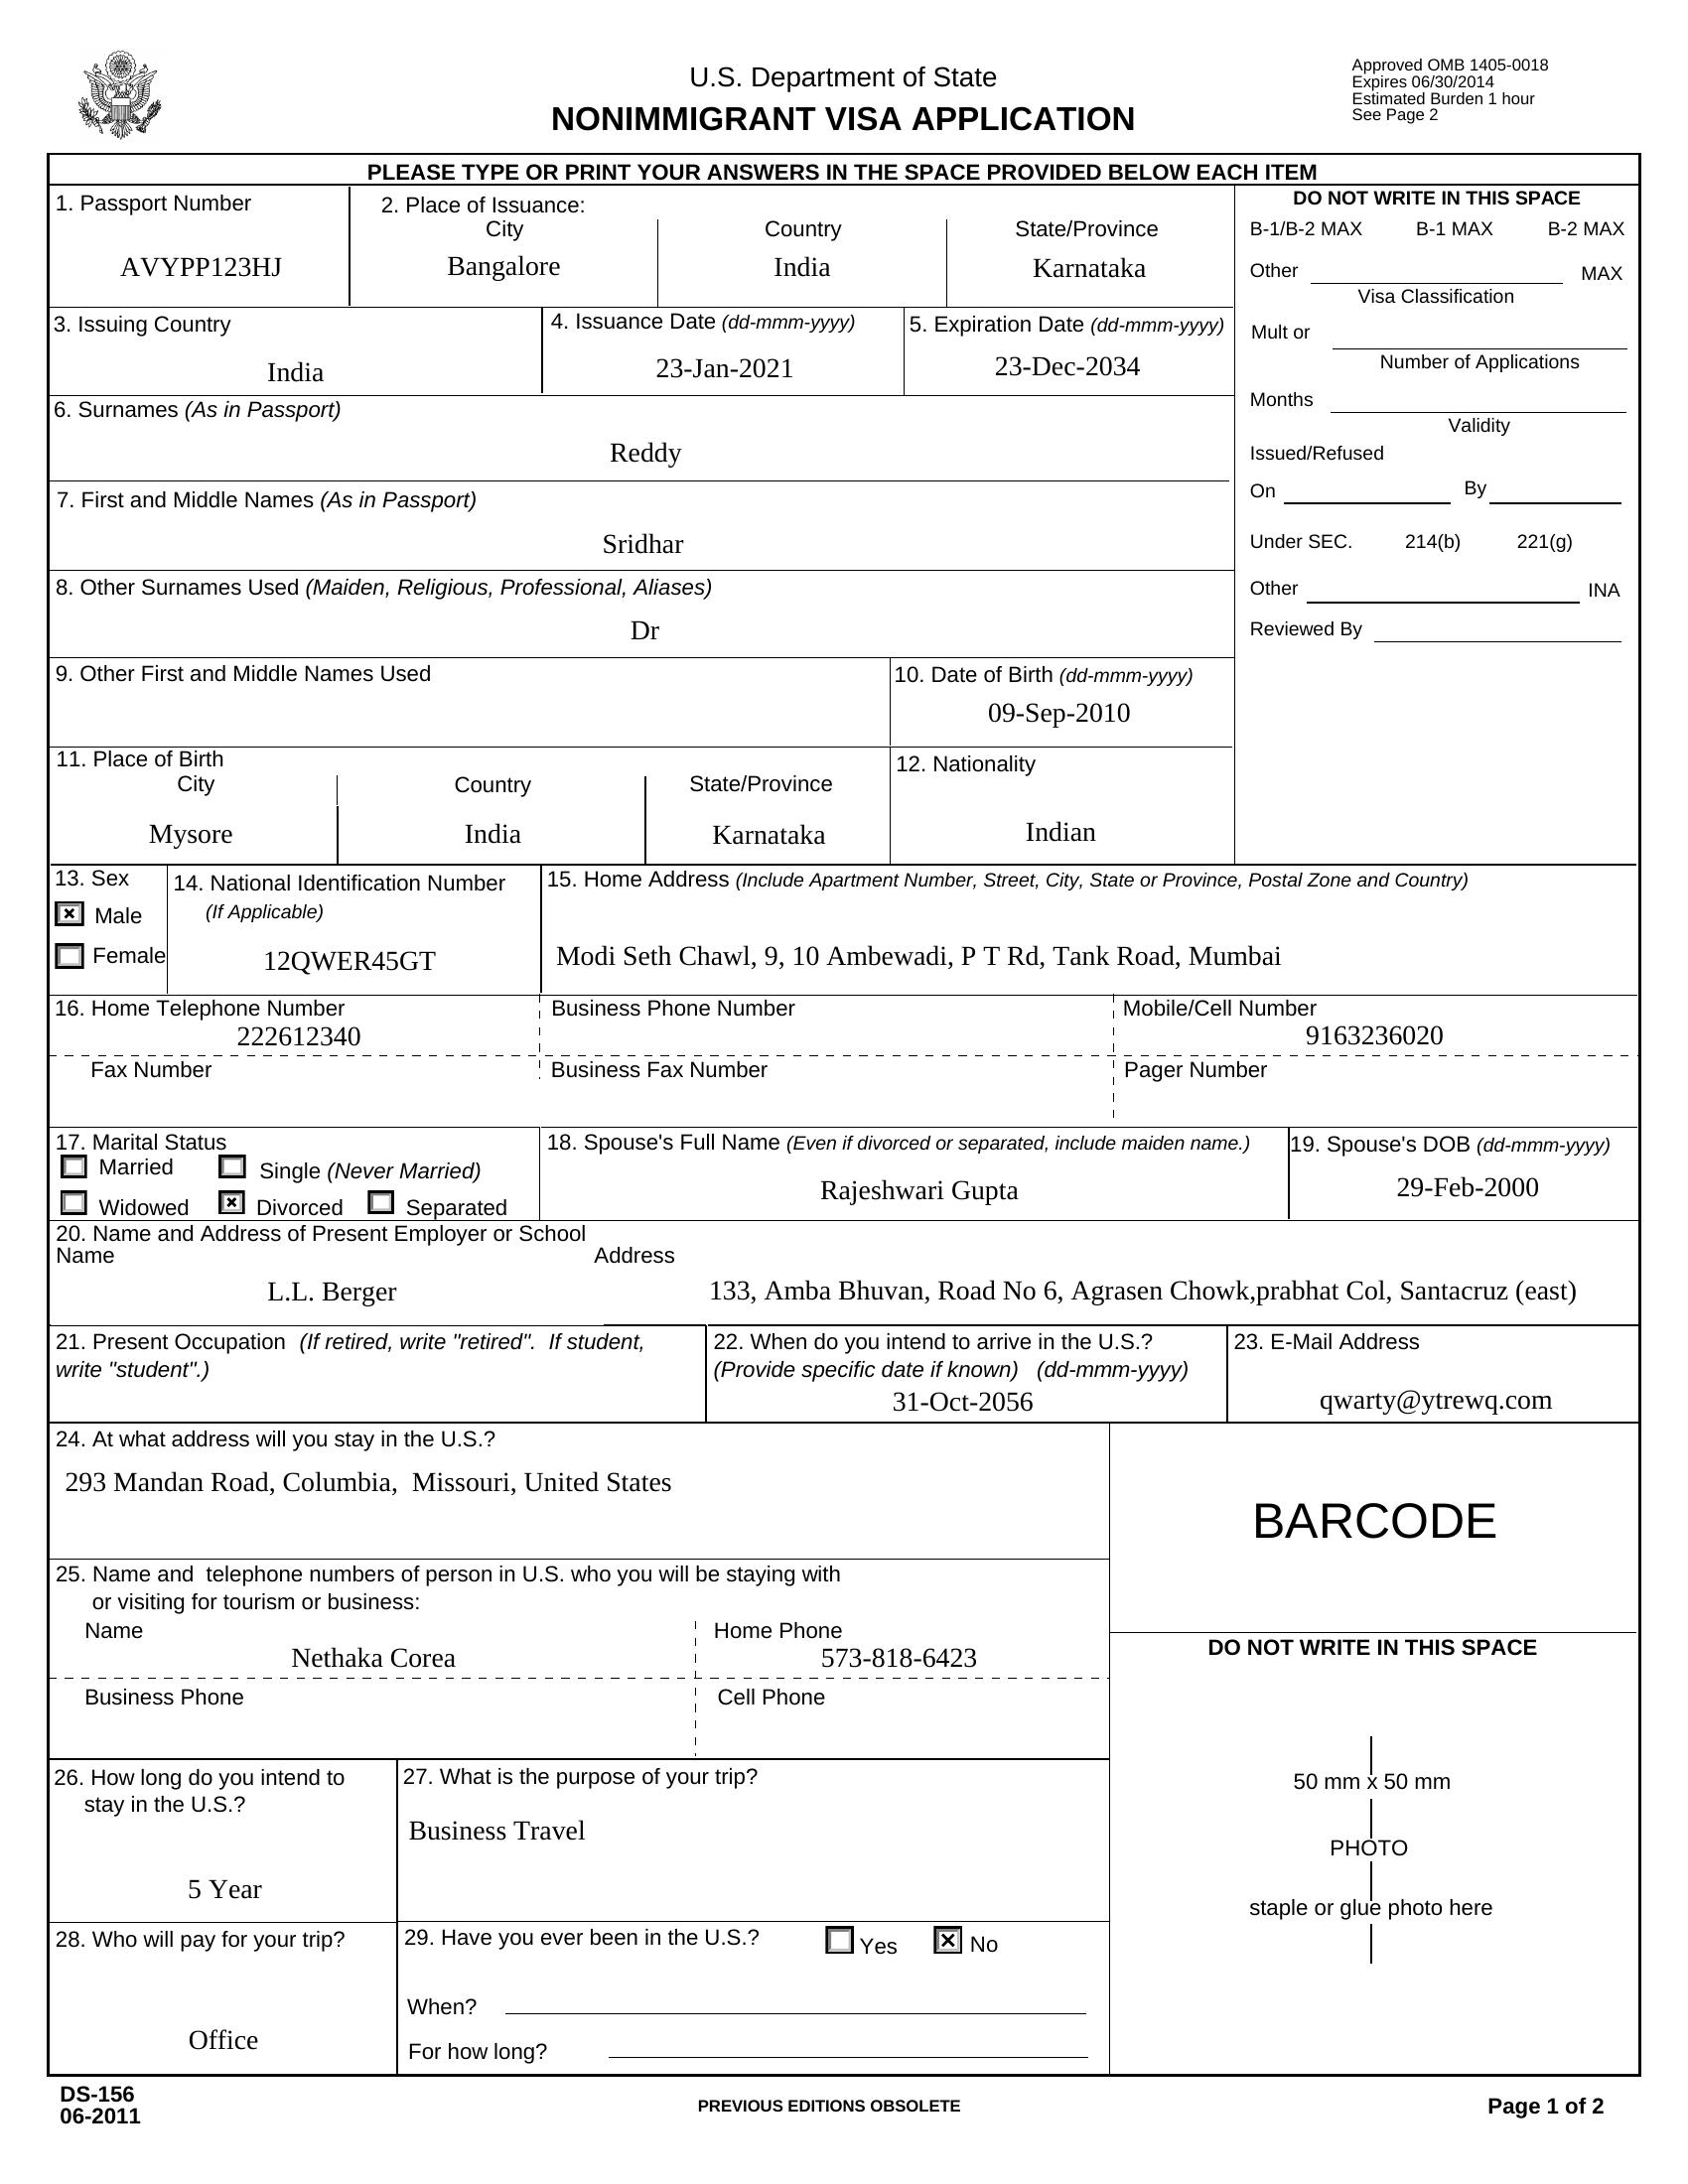 U.S. Department of State
NONIMMIGRANT VISA APPLICATION
Approved OMB 1405-0018
Expires 06/30/2014
Estimated Burden 1 hour
See Page 2
PLEASE TYPE OR PRINT YOUR ANSWERS IN THE SPACE PROVIDED BELOW EACH ITEM
1. Passport Number
AVYPP123HJ
2. Place of Issuance:
City Country State/Province
Bangalore India Karnataka
DO NOT WRITE IN THIS SPACE
B-1/B-2 MAX B-1 MAX B-2 MAX
Other MAX
Visa Classification
Mult or
Number of Applications
Months
Validity
Issued/Refused
On By
Under SEC. 214(b) 221(g)
Other INA
Reviewed By
3. Issuing Country
India
4. Issuance Date (dd-mmm-yyyy)
23-Jan-2021
5. Expiration Date (dd-mmm-yyyy)
23-Dec-2034
6. Surnames (As in Passport)
Reddy
7. First and Middle Names (As in Passport)
Sridhar
8. Other Surnames Used (Maiden, Religious, Professional, Aliases)
Dr
9. Other First and Middle Names Used
10. Date of Birth (dd-mmm-yyyy)
09-Sep-2010
11. Place of Birth
City Country State/Province
Mysore India Karnataka
12. Nationality
Indian
13. Sex
Male
Female
14. National Identification Number
(If Applicable)
12QWER45GT
15. Home Address (Include Apartment Number, Street, City, State or Province, Postal Zone and Country)
Modi Seth Chawl, 9, 10 Ambewadi, P T Rd, Tank Road, Mumbai
16. Home Telephone Number
222612340
Business Phone Number
Mobile/Cell Number
9163236020
Fax Number
Business Fax Number
Pager Number
17. Marital Status
Married Single (Never Married)
Widowed Divorced Separated
18. Spouse's Full Name (Even if divorced or separated, include maiden name.)
Rajeshwari Gupta
19. Spouse's DOB (dd-mmm-yyyy)
29-Feb-2000
20. Name and Address of Present Employer or School
Name Address
L.L. Berger 133, Amba Bhuvan, Road No 6, Agrasen Chowk,prabhat Col, Santacruz (east)
21. Present Occupation (If retired, write "retired". If student,
write "student".)
22. When do you intend to arrive in the U.S.?
(Provide specific date if known) (dd-mmm-yyyy)
31-Oct-2056
23. E-Mail Address
qwarty@ytrewq.com
24. At what address will you stay in the U.S.?
293 Mandan Road, Columbia, Missouri, United States
BARCODE
25. Name and telephone numbers of person in U.S. who you will be staying with
or visiting for tourism or business:
Name Home Phone
Nethaka Corea 573-818-6423
Business Phone Cell Phone
DO NOT WRITE IN THIS SPACE
50 mm x 50 mm
PHOTO
staple or glue photo here
26. How long do you intend to
stay in the U.S.?
5 Year
27. What is the purpose of your trip?
Business Travel
28. Who will pay for your trip?
Office
29. Have you ever been in the U.S.? Yes No
When?
For how long?
DS-156
06-2011
PREVIOUS EDITIONS OBSOLETE
Page 1 of 2